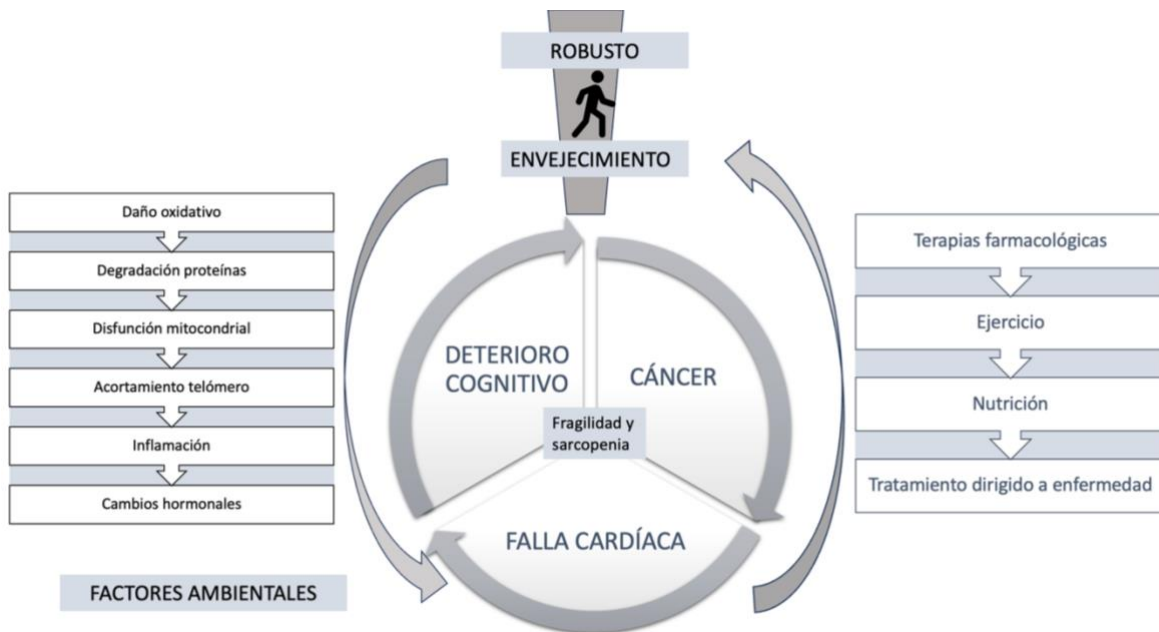 ROBUSTO
ENVEJECIMIENTO
Daño oxidativo
Degradación proteínas
Disfunción mitocondrial
Acortamiento telómero
Inflamación
Cambios hormonales
FACTORES AMBIENTALES
DETERIORO
COGNITIVO
CÁNCER
Fragilidad y
sarcopenia
FALLA CARDÍACA
Terapias farmacológicas
Ejercicio
Nutrición
Tratamiento dirigido a enfermedad